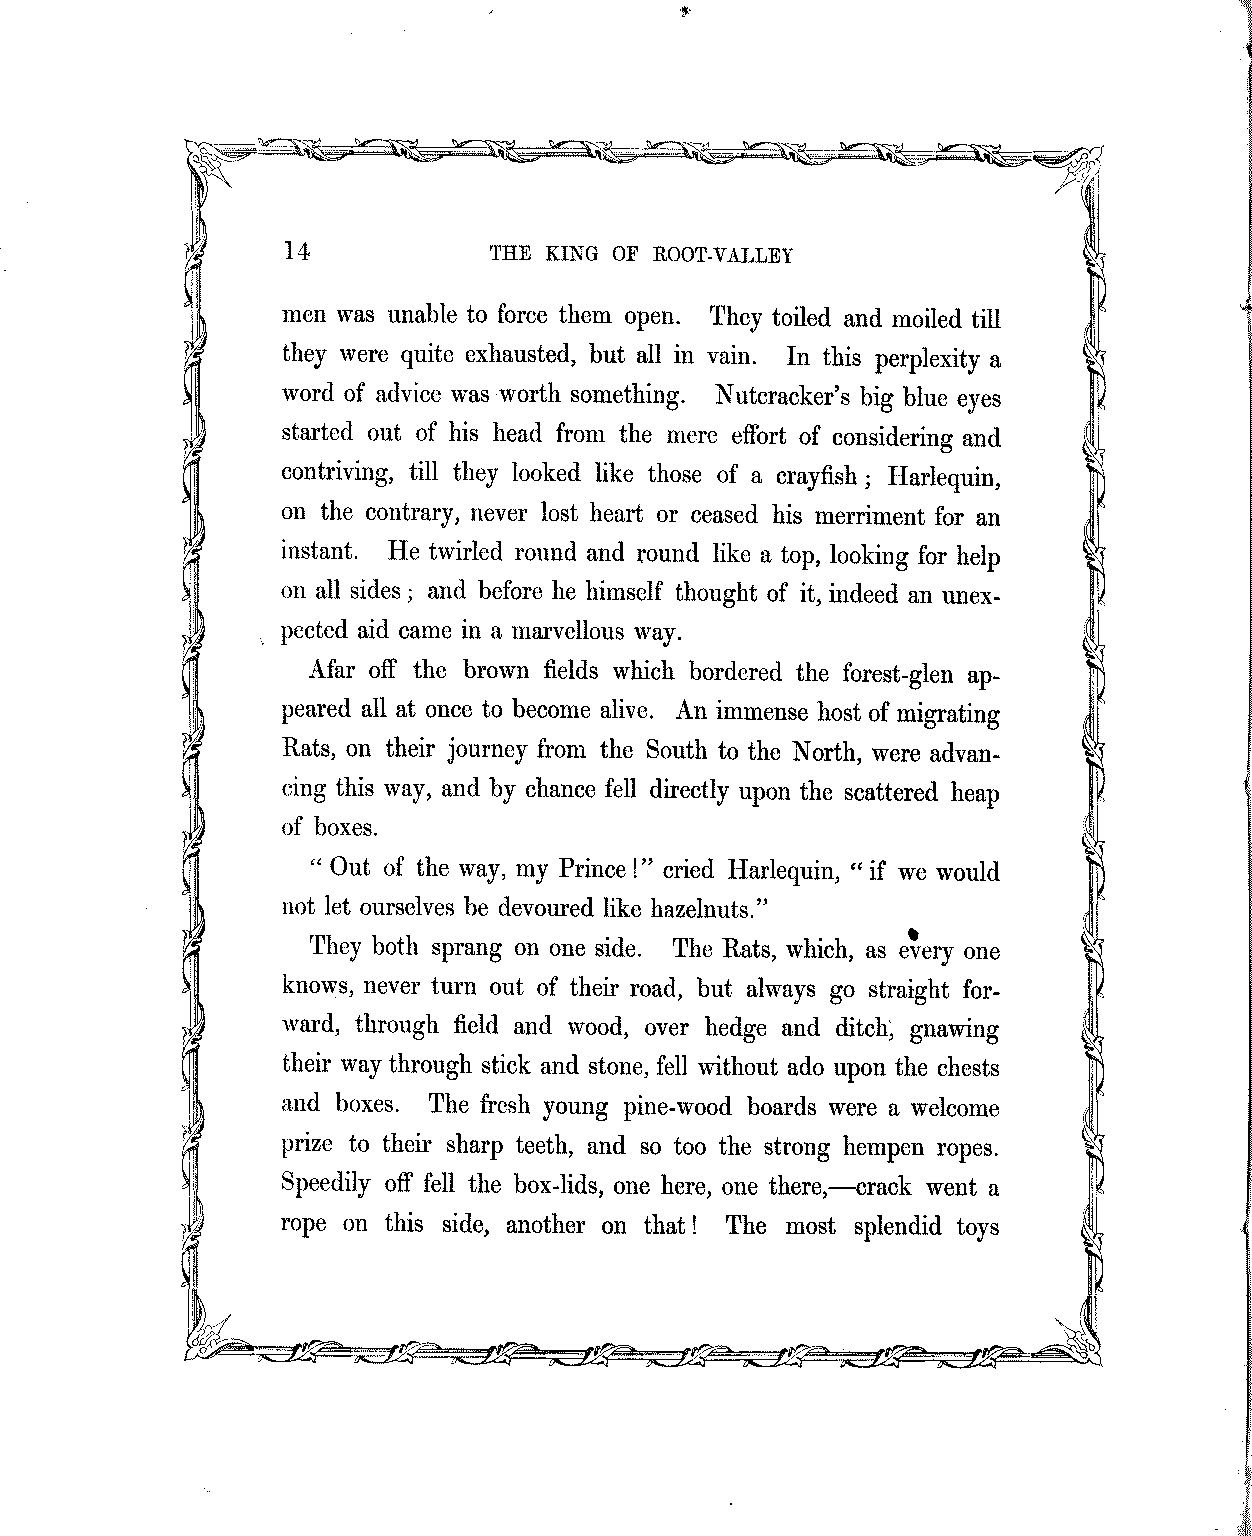 14 THE KING OF ROOT-VALLEY
men was unable to force them open. They toiled and moiled till
they were quite exhausted, but all in vain. In this perplexity a
word of advice was worth something. Nutcracker's big blue eyes
started out of his head from the mere effort of considering and
contriving, till they looked like those of a crayfish; Harlequin,
on the contrary, never lost heart or ceased his merriment for an
instant. He twirled round and round like a top, looking for help
on all sides; and before he himself thought of it, indeed an unex-
pected aid came in a marvellous way.
Afar off the brown fields which bordered the forest-glen ap-
peared all at once to become alive. An immense host of migrating
Rats, on their journey from the South to the North, were advan-
cing this way, and by chance fell directly upon the scattered heap
of boxes.
"Out of the way, my Prince!" cried Harlequin, "if we would
not let ourselves be devoured like hazelnuts."
They both sprang on one side. The Rats, which, as every one
knows, never turn out of their road, but always go straight for-
ward, through field and wood, over hedge and ditch, gnawing
their way through stick and stone, fell without ado upon the chests
and boxes. The fresh young pine-wood boards were a welcome
prize to their sharp teeth, and so too the strong hempen ropes.
Speedily off fell the box-lids, one here, one there,—crack went a
rope on this side, another on that! The most splendid toys